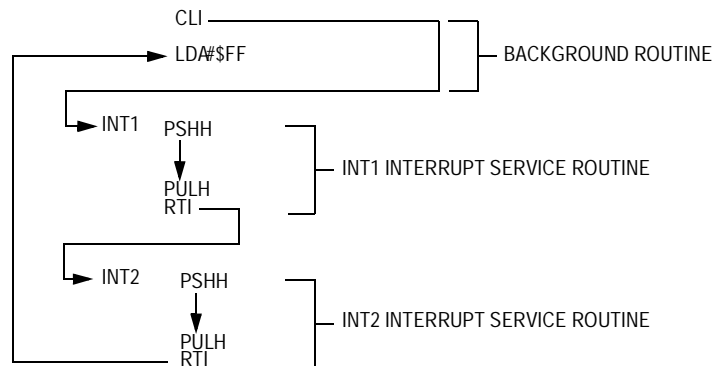 CLI
LDA#$FF
BACKGROUND ROUTINE
INT1
PSHH
INT1 INTERRUPT SERVICE ROUTINE
PULH
RTI
INT2
PSHH
INT2 INTERRUPT SERVICE ROUTINE
PULH
RTI